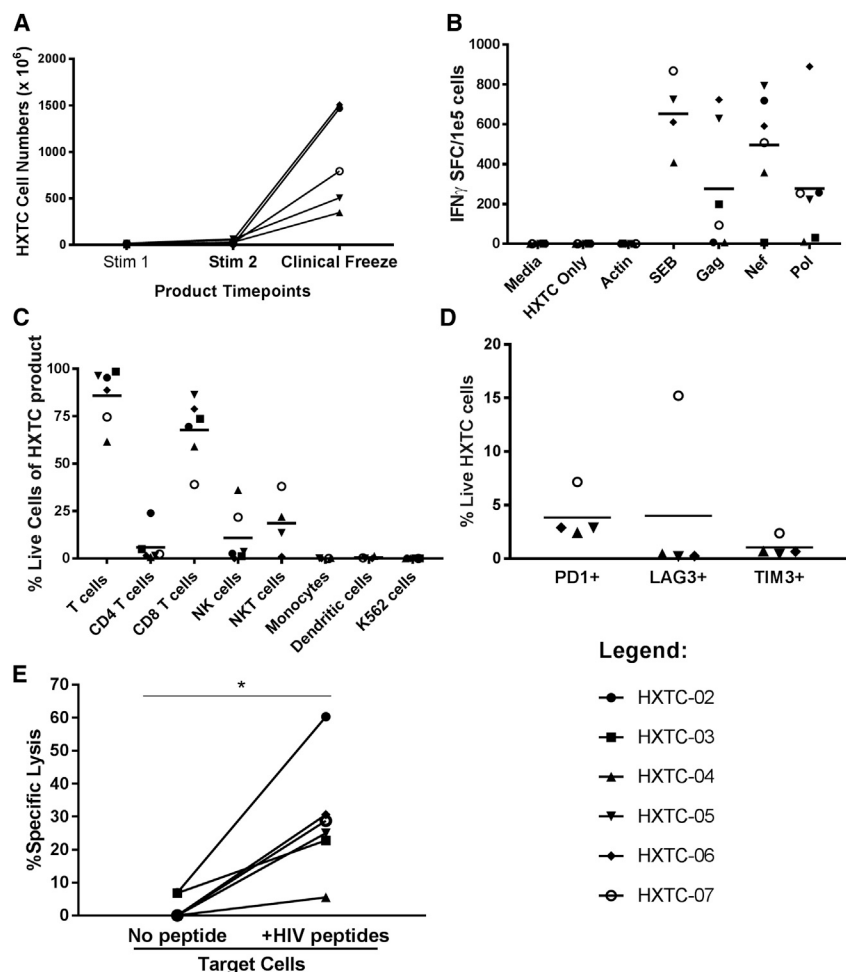 A
HXTC Cell Numbers (x 10⁶)
2000
1500
1000
500
0
Stim 1
Stim 2
Clinical Freeze
Product Timepoints
B
IFNγ SFC/1e5 cells
1000
800
600
400
200
0
Media
HXTC Only
Actin
SEB
Gag
Nef
Pol
C
% Live Cells of HXTC product
100
75
50
25
0
T cells
CD4 T cells
CD8 T cells
NK cells
NKT cells
Monocytes
Dendritic cells
K562 cells
D
% Live HXTC cells
20
15
10
5
0
PD1+
LAG3+
TIM3+
E
%Specific Lysis
70
60
50
40
30
20
10
0
*
No peptide
+HIV peptides
Target Cells
Legend:
HXTC-02
HXTC-03
HXTC-04
HXTC-05
HXTC-06
HXTC-07